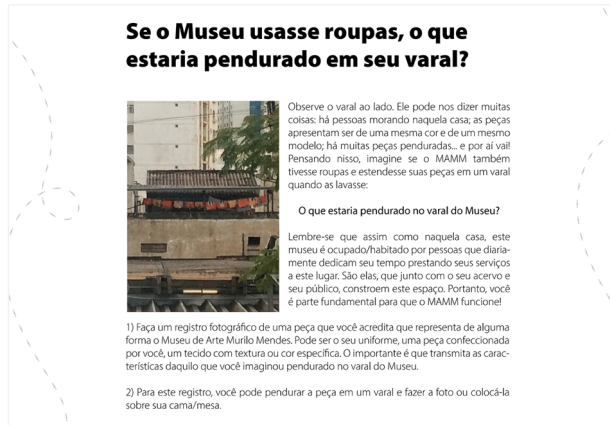 Se o Museu usasse roupas, o que
estaria pendurado em seu varal?
Observe o varal ao lado. Ele pode nos dizer muitas
coisas: há pessoas morando naquela casa; as peças
apresentam ser de uma mesma cor e de um mesmo
modelo; há muitas peças penduradas... e por aí vai!
Pensando nisso, imagine se o MAMM também
tivesse roupas e estendesse suas peças em um varal
quando as lavasse:
O que estaria pendurado no varal do Museu?
Lembre-se que assim como naquela casa, este
museu é ocupado/habitado por pessoas que diaria-
mente dedicam seu tempo prestando seus serviços
a este lugar. São elas, que junto com o seu acervo e
seu público, constroem este espaço. Portanto, você
é parte fundamental para que o MAMM funcione!
1) Faça um registro fotográfico de uma peça que você acredita que representa de alguma
forma o Museu de Arte Murilo Mendes. Pode ser o seu uniforme, uma peça confeccionada
por você, um tecido com textura ou cor específica. O importante é que transmita as carac-
terísticas daquilo que você imaginou pendurado no varal do Museu.
2) Para este registro, você pode pendurar a peça em um varal e fazer a foto ou colocá-la
sobre sua cama/mesa.